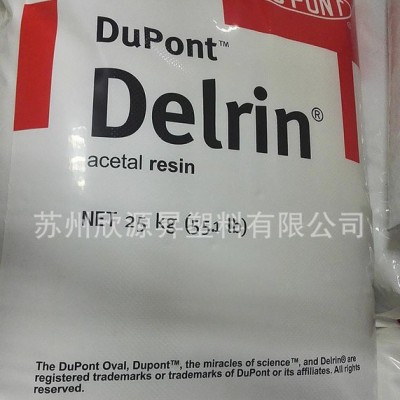 DUPONT
DuPont™
Delrin®
acetal resin
苏州欣源昇塑料有限公司
NET 25 kg (55.1 lb)
The DuPont Oval, Dupont™, the miracles of science™, and Delrin® are
registered trademarks or trademarks of DuPont or its affiliates. All rights
reserved.